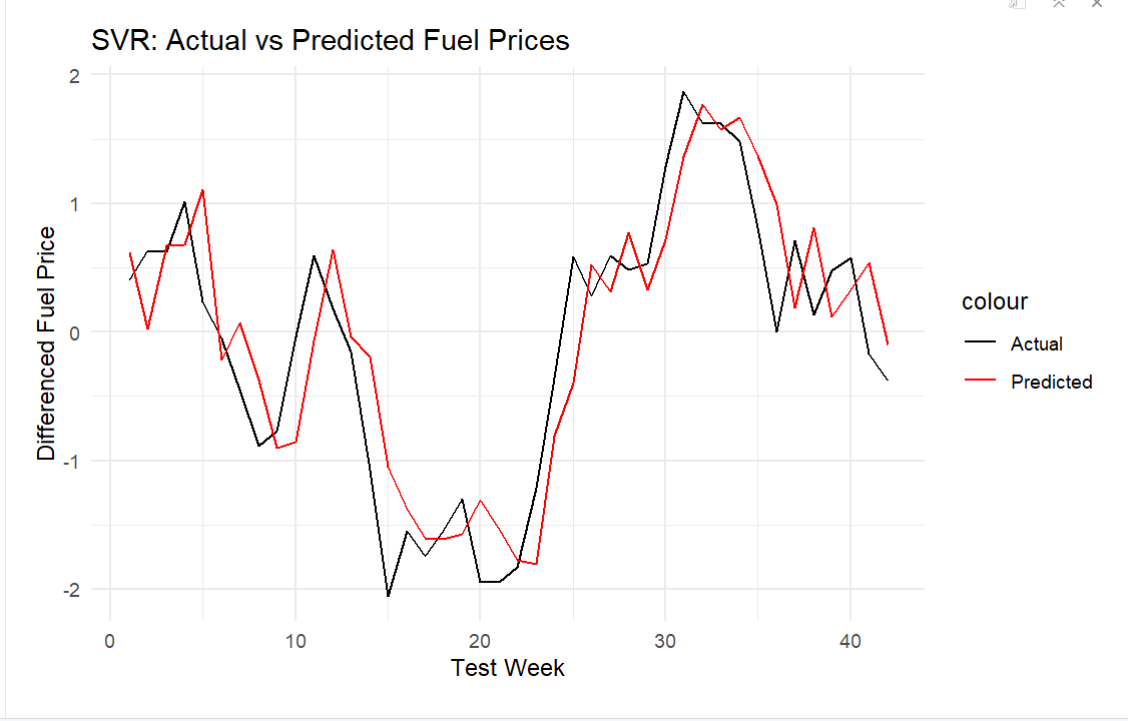 SVR: Actual vs Predicted Fuel Prices
2
1
0
-1
-2
Differenced Fuel Price
0 10 20 30 40
Test Week
colour
Actual
Predicted